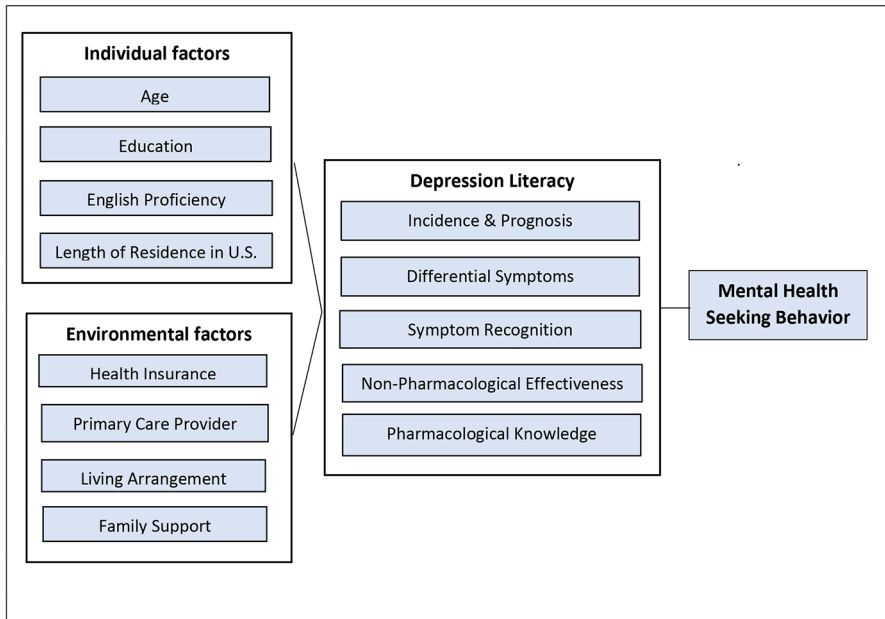 Individual factors
Age
Education
English Proficiency
Length of Residence in U.S.
Environmental factors
Health Insurance
Primary Care Provider
Living Arrangement
Family Support
Depression Literacy
Incidence & Prognosis
Differential Symptoms
Symptom Recognition
Non-Pharmacological Effectiveness
Pharmacological Knowledge
Mental Health
Seeking Behavior